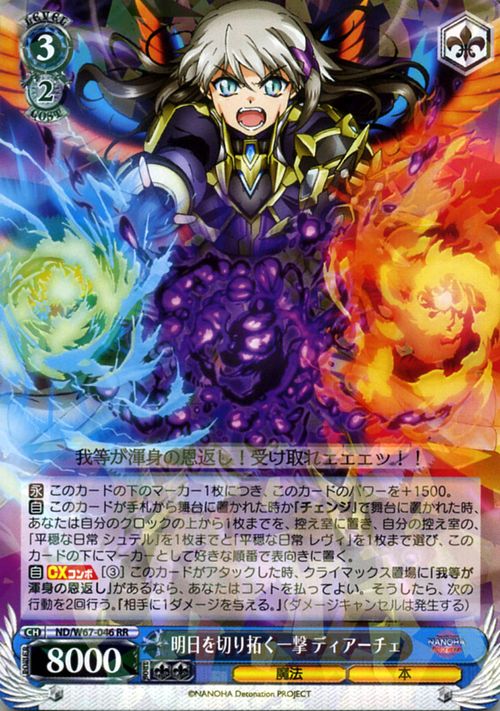 LEVEL
3
2
COST
我等が渾身の恩返し！受け取れエエエッ！！
永 このカードの下のマーカー1枚につき、このカードのパワーを＋1500。
自 このカードが手札から舞台に置かれた時か「チェンジ」で舞台に置かれた時、
あなたは自分のクロックの上から1枚までを、控え室に置き、自分の控え室の、
「平穏な日常 シュテル」を1枚までと「平穏な日常 レヴィ」を1枚まで選び、この
カードの下にマーカーとして好きな順番で表向きに置く。
自 CXコンボ ［③］ このカードがアタックした時、クライマックス置場に「我等が
渾身の恩返し」があるなら、あなたはコストを払ってよい。そうしたら、次の
行動を2回行う。『相手に1ダメージを与える。』（ダメージキャンセルは発生する）
CH ND/W67-046 RR
8000
明日を切り拓く一撃 ディアーチェ
魔法
本
NANOHA
©NANOHA Detonation PROJECT